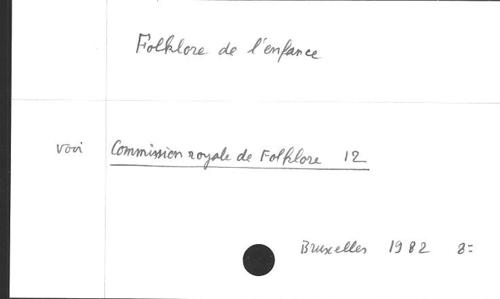 Folklore de l'enfance
voir Commission royale de Folklore 12
Bruxelles 1982 8=